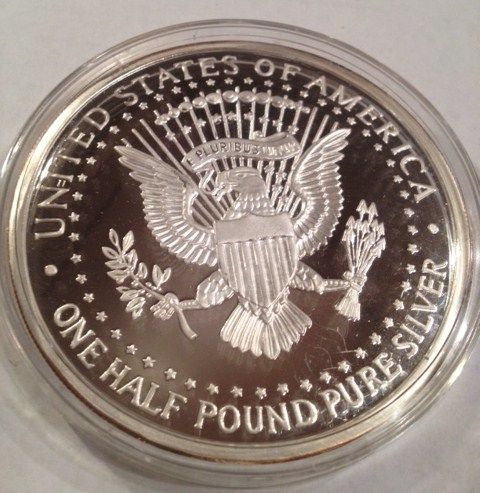 UNITED STATES OF AMERICA
E PLURIBUS UNUM
ONE HALF POUND PURE SILVER